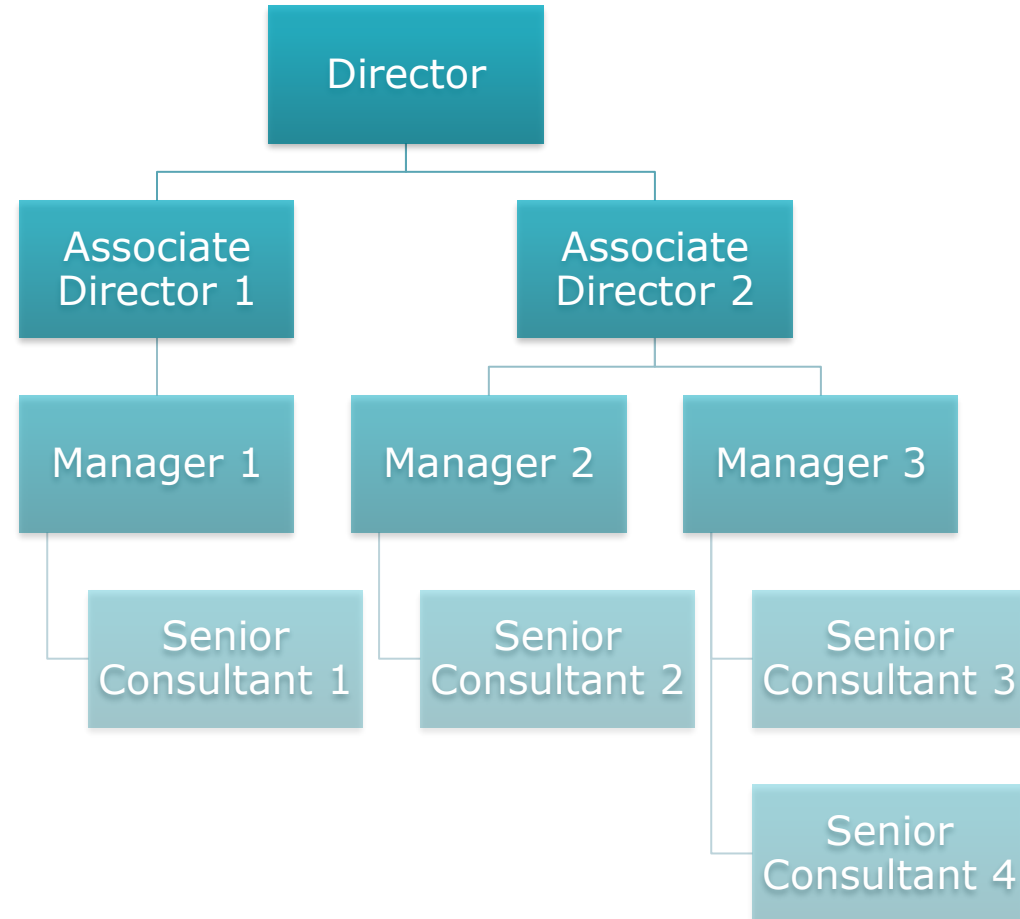 Director
Associate
Director 1
Associate
Director 2
Manager 1
Manager 2
Manager 3
Senior
Consultant 1
Senior
Consultant 2
Senior
Consultant 3
Senior
Consultant 4